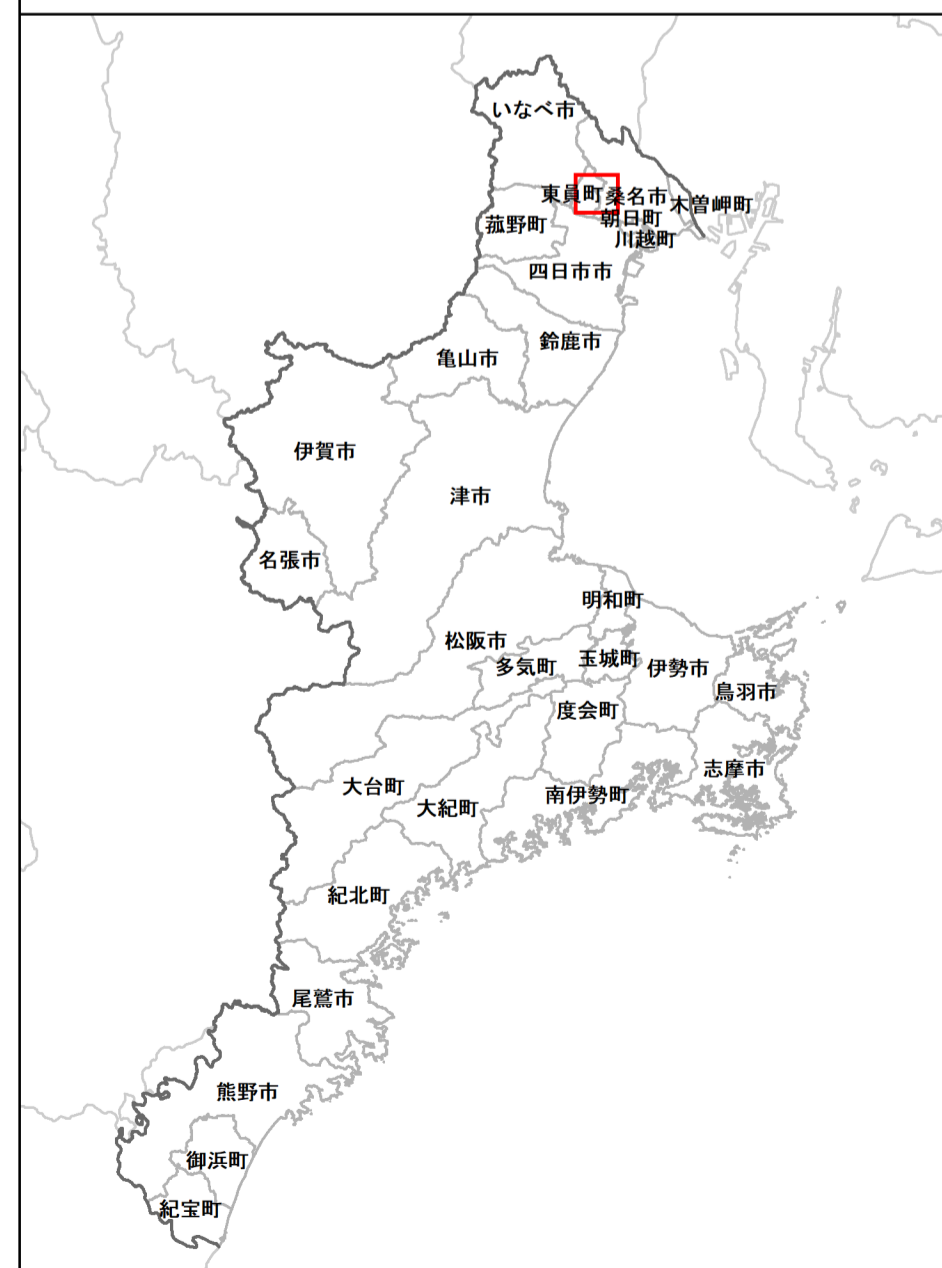 いなべ市
東員町
桑名市
木曽岬町
菰野町
朝日町
川越町
四日市市
鈴鹿市
亀山市
伊賀市
津市
名張市
明和町
松阪市
多気町
玉城町
伊勢市
鳥羽市
度会町
志摩市
大台町
大紀町
南伊勢町
紀北町
尾鷲市
熊野市
御浜町
紀宝町